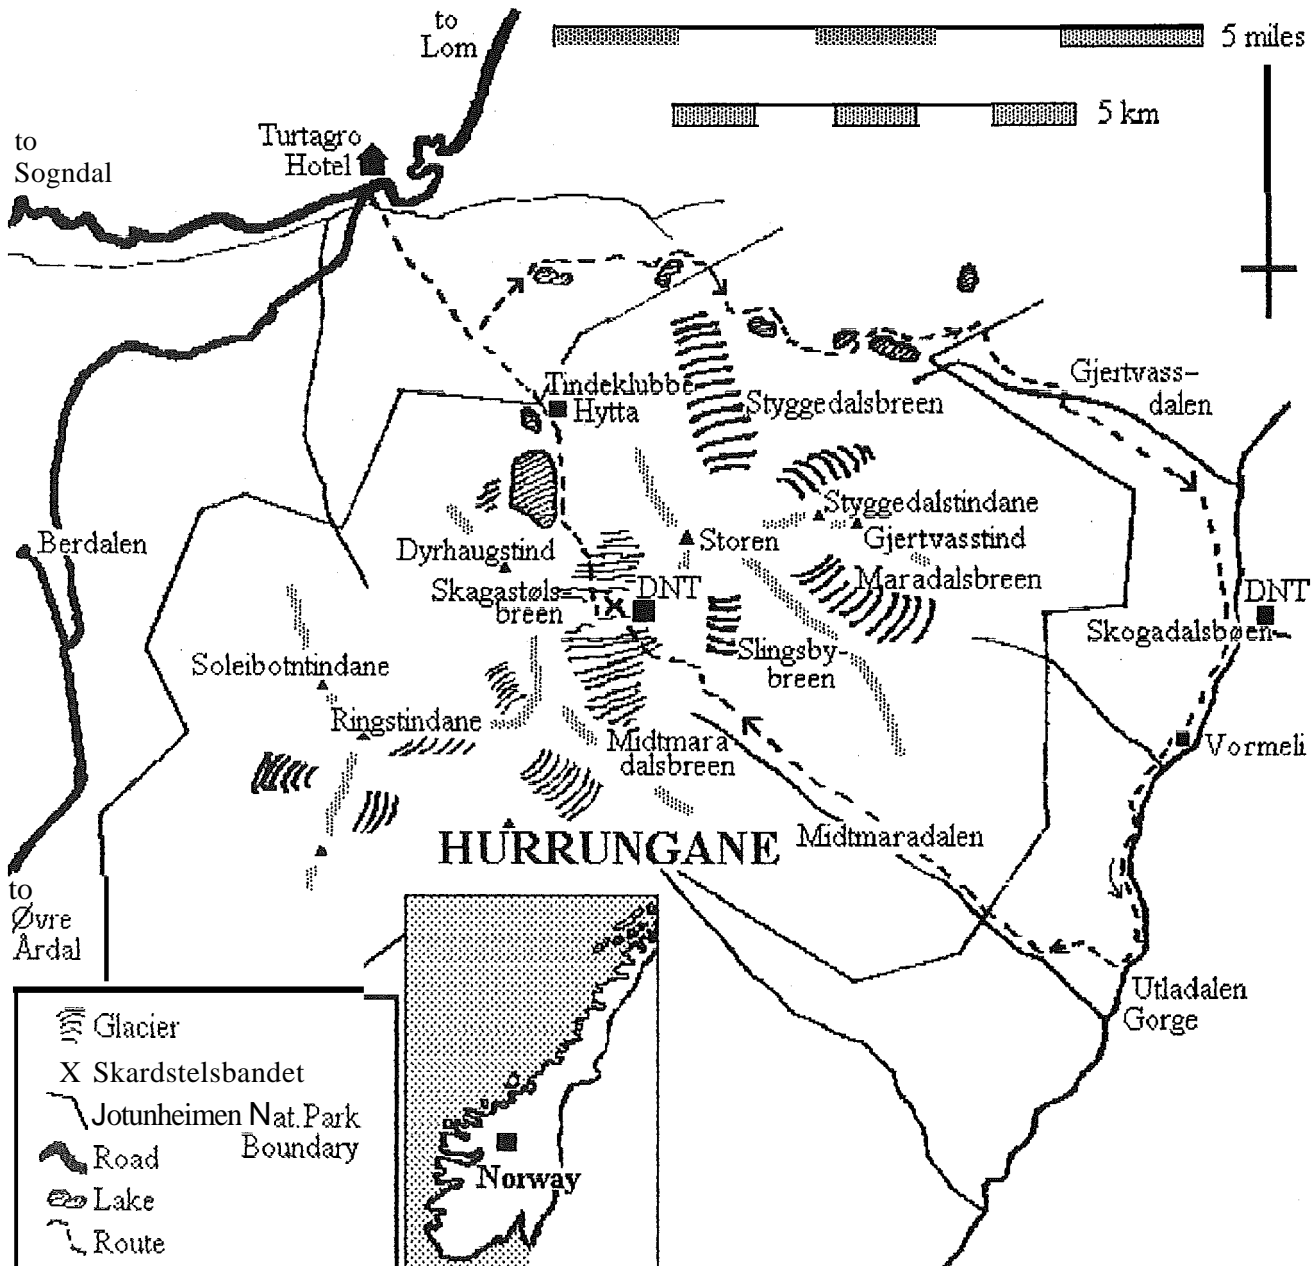 to
Lom
5 miles
5 km
to
Sogndal
Turtagro
Hotel
Tindeklubbe
Hytta
Styggedalsbreen
Gjertvass-
dalen
Berdalen
Dyrhaugstind
Skagastøls-
breen
DNT
Storen
Styggedalstindane
Gjertvasstind
Maradalsbreen
DNT
Skogadalsbøen
Slingsby-
breen
Soleibotntindane
Ringstindane
Midtmara
dalsbreen
Vormeli
Midtmaradalen
HURRUNGANE
to
Øvre
Årdal
Utladalen
Gorge
Glacier
X Skardstelsbandet
Jotunheimen Nat. Park
Boundary
Road
Lake
Route
Norway